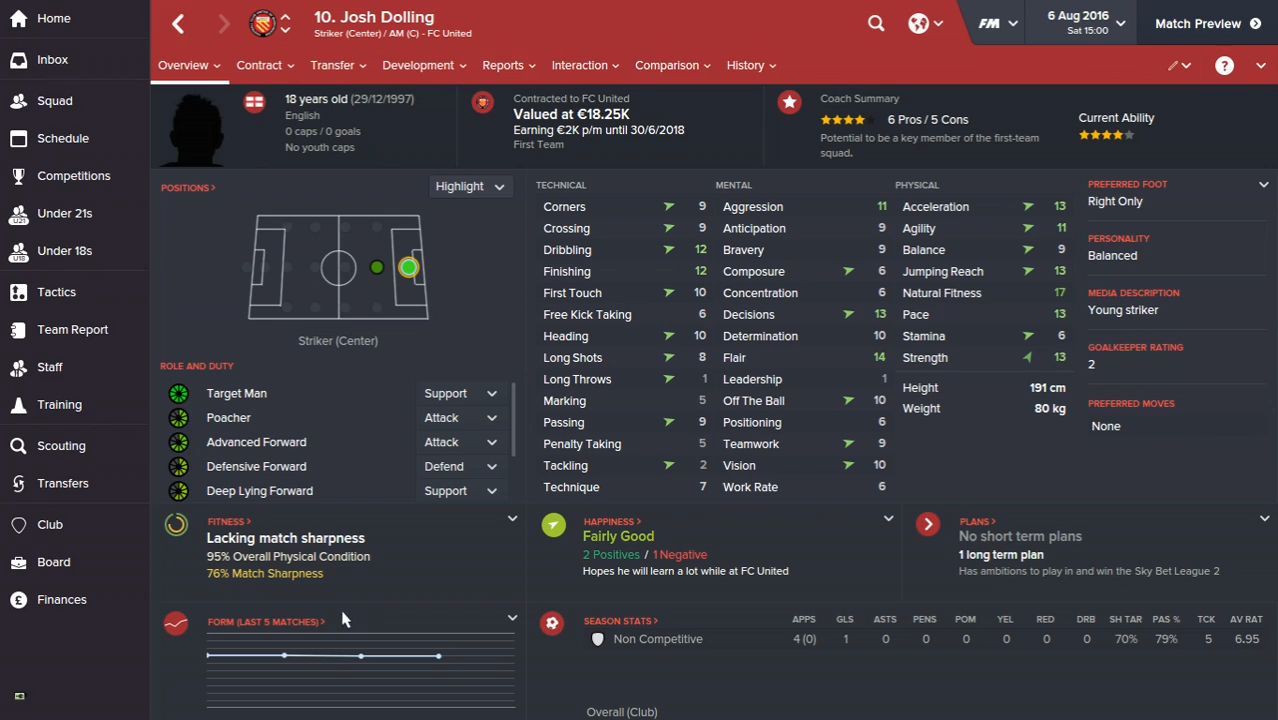 Home
Inbox
Squad
Schedule
Competitions
Under 21s
Under 18s
Tactics
Team Report
Staff
Training
Scouting
Transfers
Club
Board
Finances
10. Josh Dolling
Striker (Center) / AM (C) - FC United
FM
6 Aug 2016
Sat 15:00
Match Preview
Overview
Contract
Transfer
Development
Reports
Interaction
Comparison
History
?
18 years old (29/12/1997)
English
0 caps / 0 goals
No youth caps
Contracted to FC United
Valued at €18.25K
Earning €2K p/m until 30/6/2018
First Team
Coach Summary
6 Pros / 5 Cons
Potential to be a key member of the first-team
squad.
Current Ability
POSITIONS >
Highlight
Striker (Center)
ROLE AND DUTY
Target Man Support
Poacher Attack
Advanced Forward Attack
Defensive Forward Defend
Deep Lying Forward Support
TECHNICAL
Corners 9
Crossing 9
Dribbling 12
Finishing 12
First Touch 10
Free Kick Taking 6
Heading 10
Long Shots 8
Long Throws 1
Marking 5
Passing 9
Penalty Taking 5
Tackling 2
Technique 7
MENTAL
Aggression 11
Anticipation 9
Bravery 9
Composure 6
Concentration 6
Decisions 13
Determination 10
Flair 14
Leadership 1
Off The Ball 10
Positioning 6
Teamwork 9
Vision 10
Work Rate 6
PHYSICAL
Acceleration 13
Agility 11
Balance 9
Jumping Reach 13
Natural Fitness 17
Pace 13
Stamina 6
Strength 13
Height 191 cm
Weight 80 kg
PREFERRED FOOT
Right Only
PERSONALITY
Balanced
MEDIA DESCRIPTION
Young striker
GOALKEEPER RATING
2
PREFERRED MOVES
None
FITNESS >
Lacking match sharpness
95% Overall Physical Condition
76% Match Sharpness
HAPPINESS >
Fairly Good
2 Positives / 1 Negative
Hopes he will learn a lot while at FC United
PLANS >
No short term plans
1 long term plan
Has ambitions to play in and win the Sky Bet League 2
FORM (LAST 5 MATCHES) >
SEASON STATS > APPS GLS ASTS PENS POM YEL RED DRB SH TAR PAS % TCK AV RAT
Non Competitive 4 (0) 1 0 0 0 0 0 0 70% 79% 5 6.95
Overall (Club)